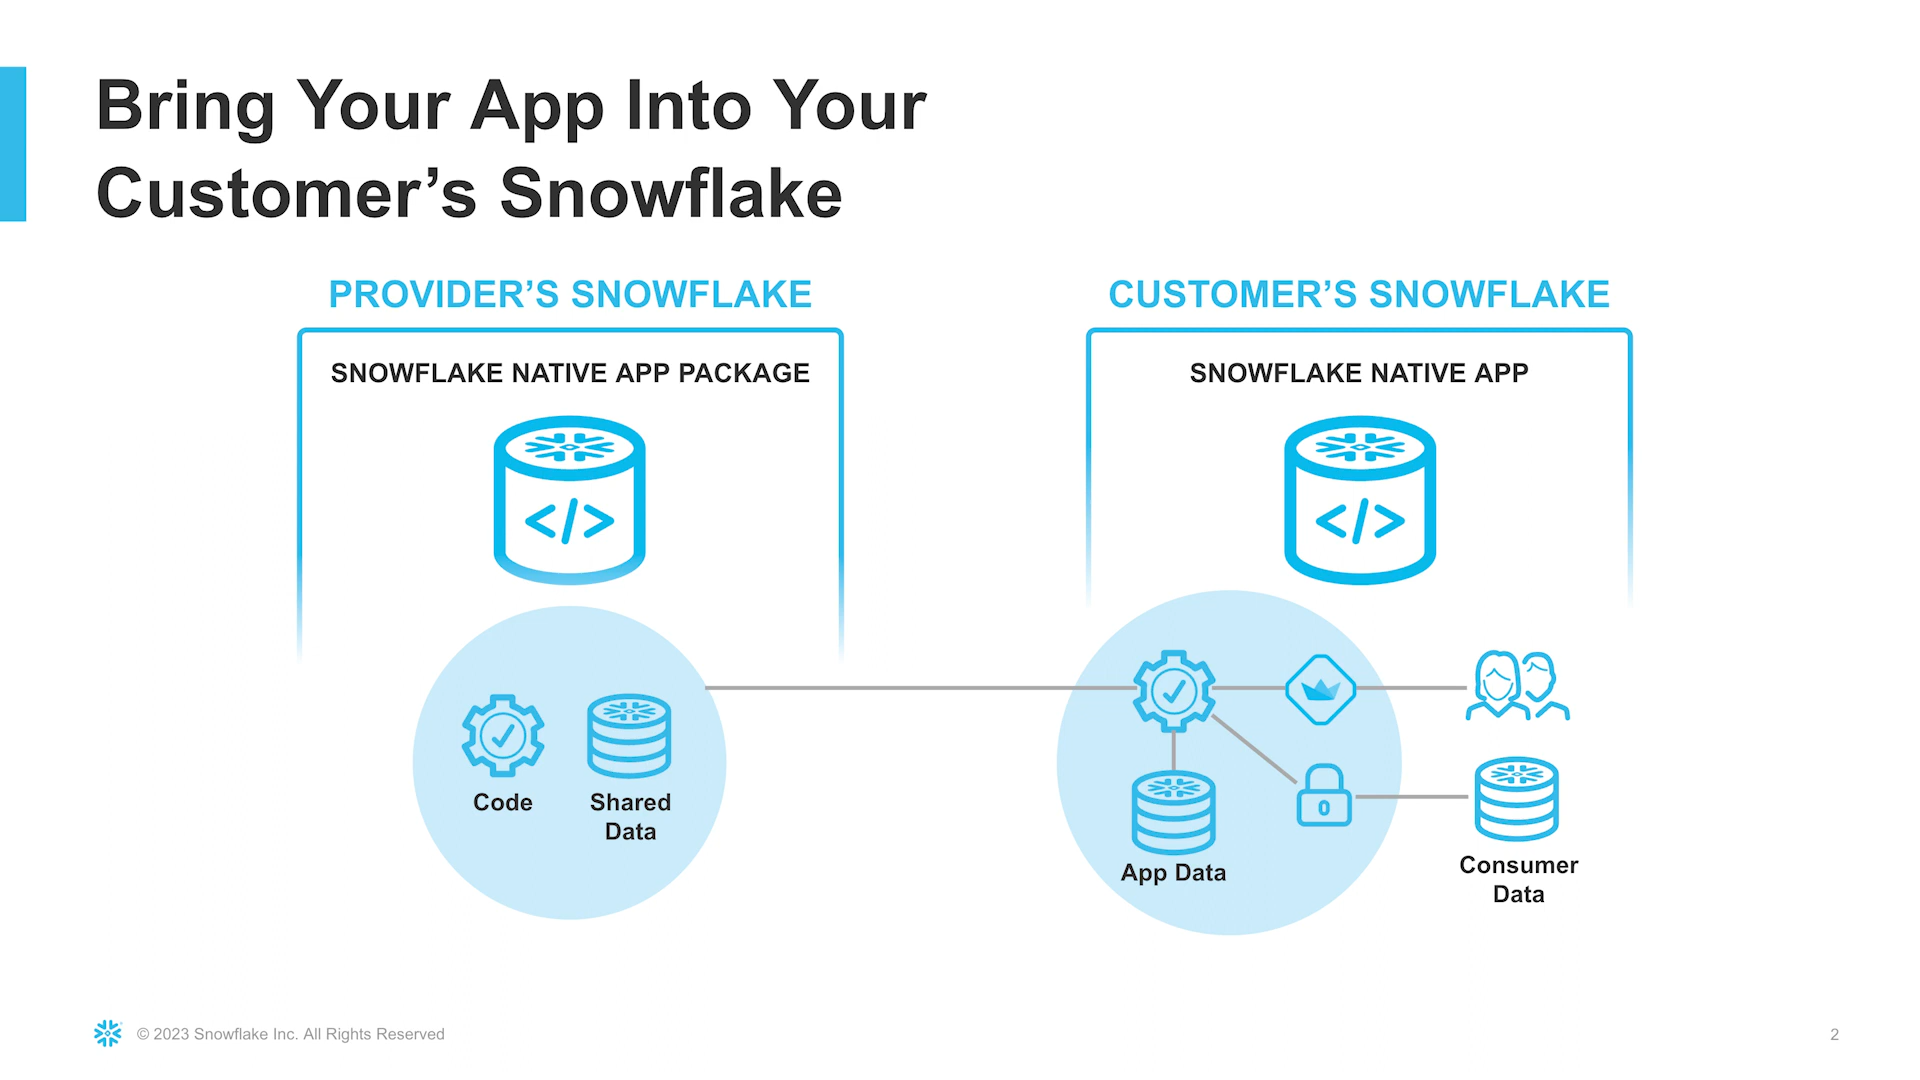 Bring Your App Into Your
Customer’s Snowflake
PROVIDER’S SNOWFLAKE
SNOWFLAKE NATIVE APP PACKAGE
</>
Code
Shared
Data
CUSTOMER’S SNOWFLAKE
SNOWFLAKE NATIVE APP
</>
App Data
Consumer
Data
© 2023 Snowflake Inc. All Rights Reserved
2